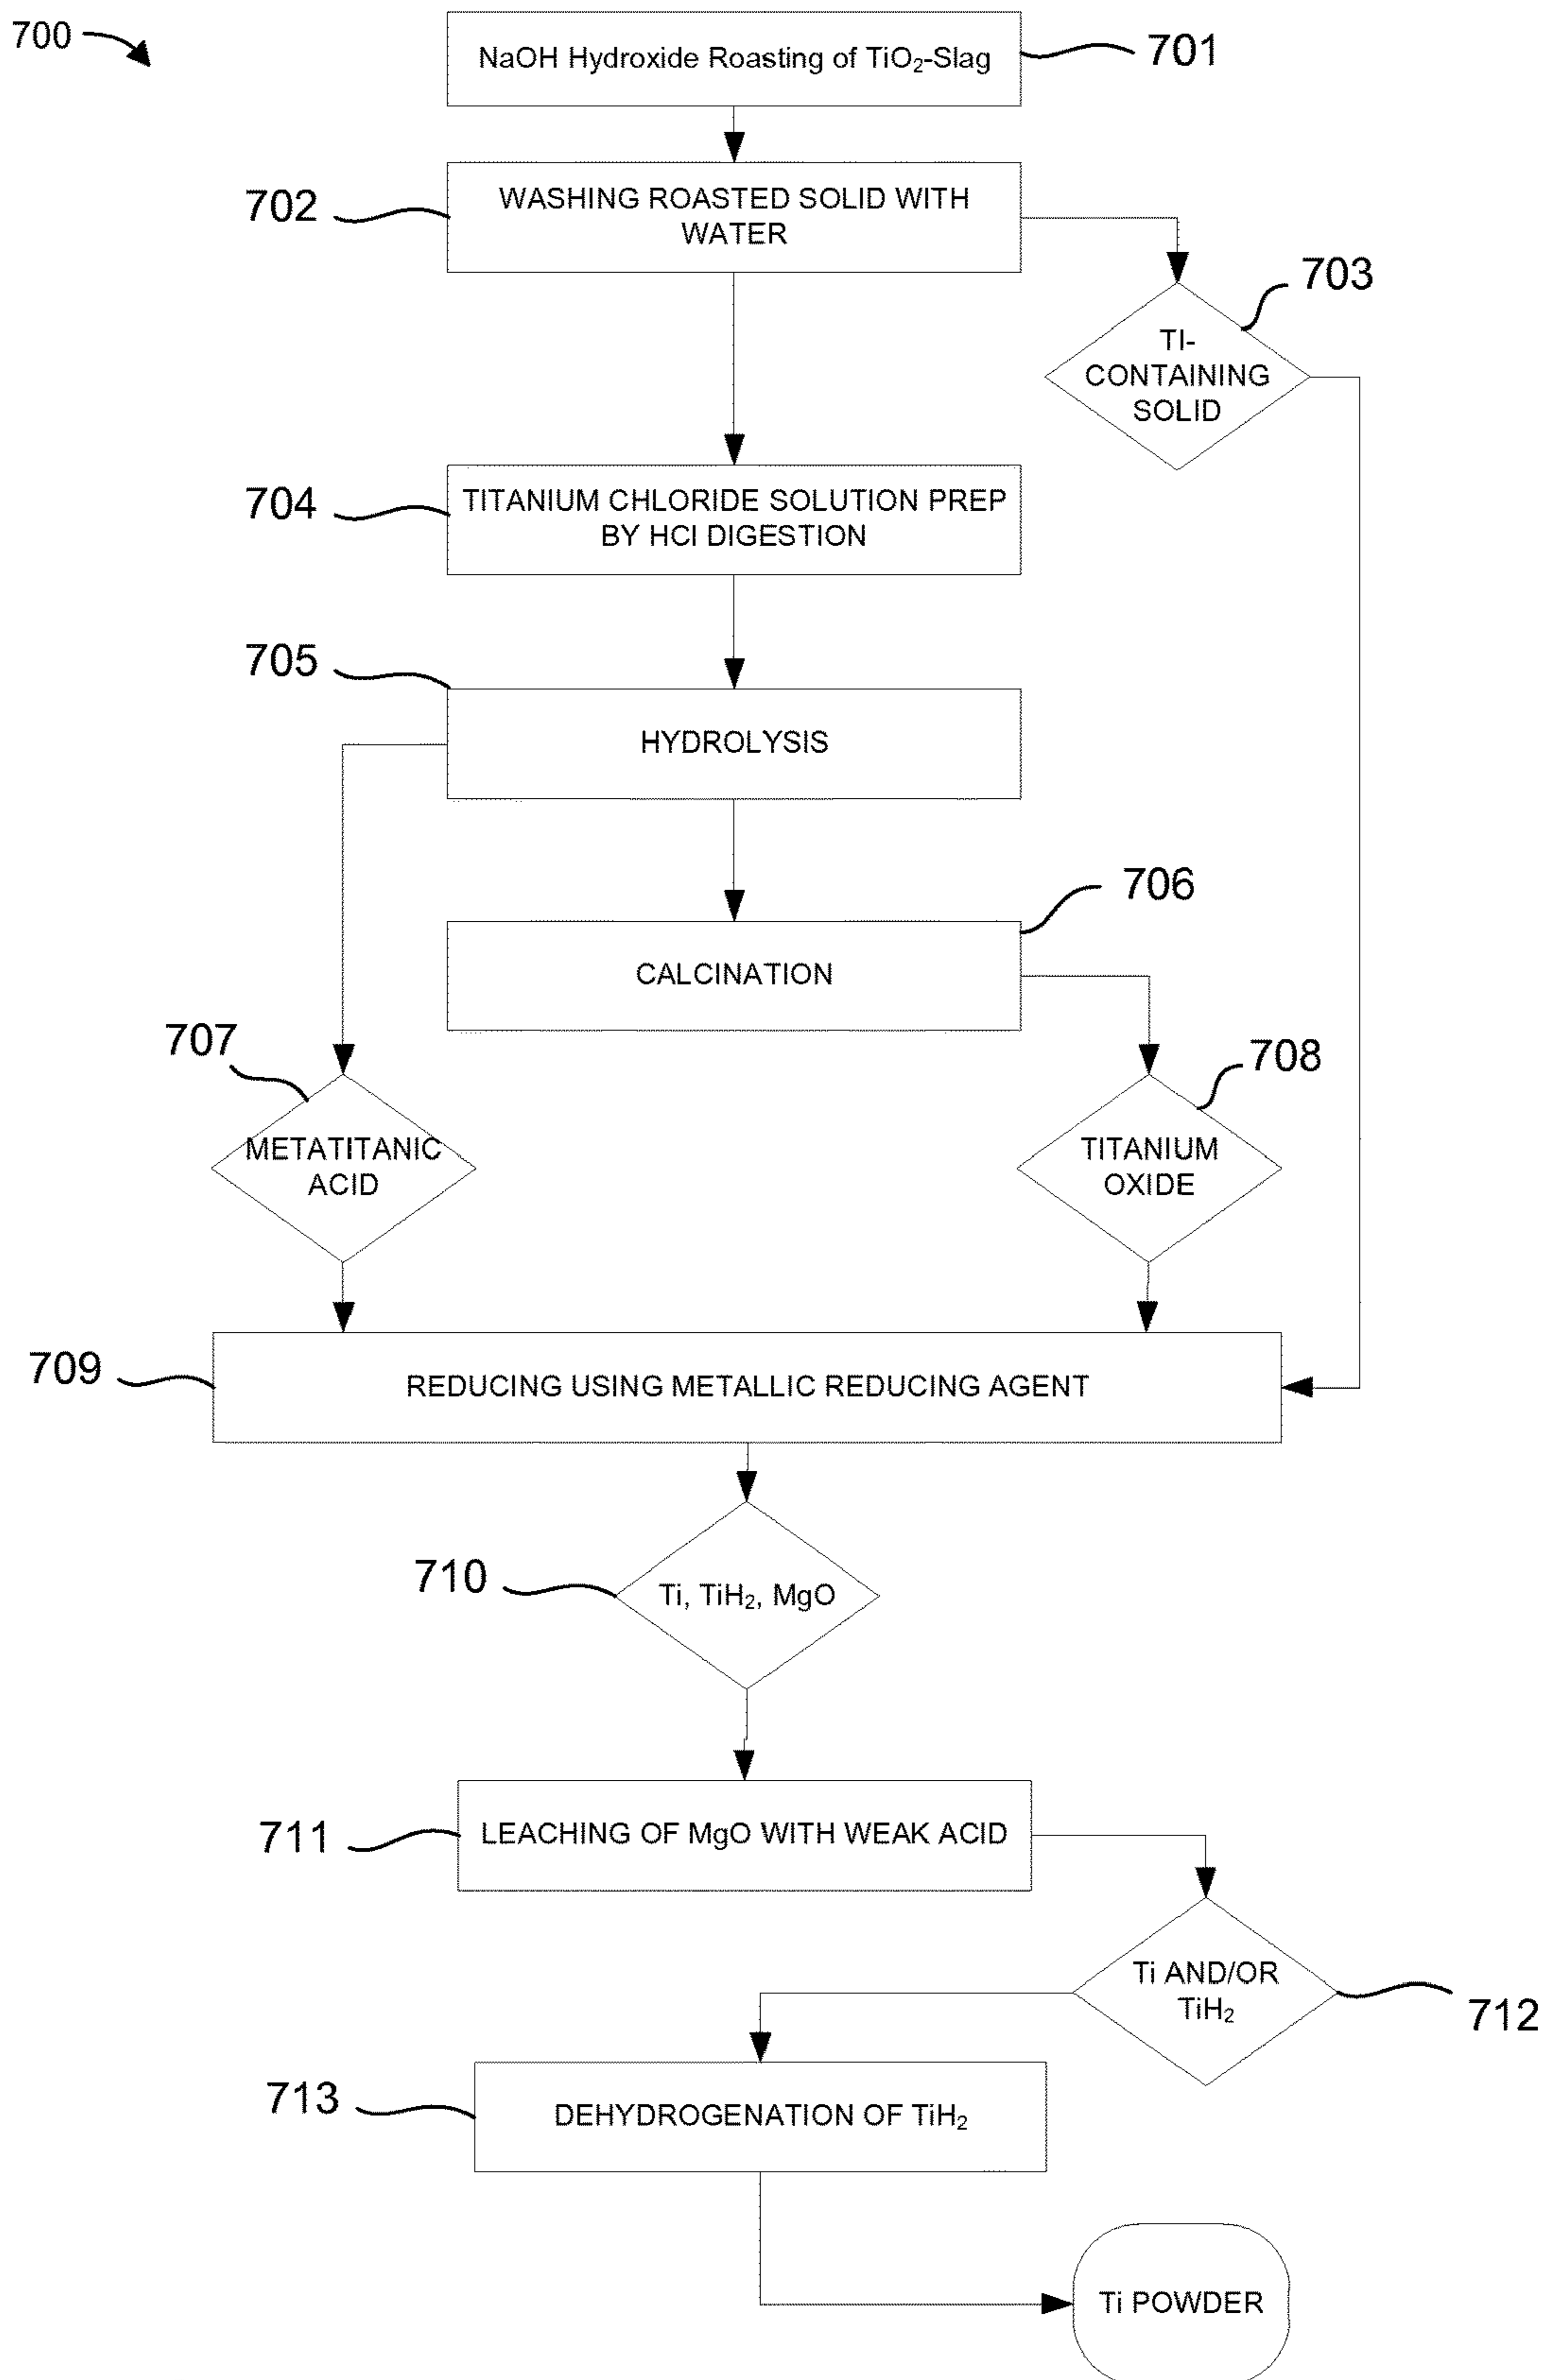 700
NaOH Hydroxide Roasting of TiO₂-Slag
701
702
WASHING ROASTED SOLID WITH
WATER
703
TI-
CONTAINING
SOLID
704
TITANIUM CHLORIDE SOLUTION PREP
BY HCl DIGESTION
705
HYDROLYSIS
706
CALCINATION
707
METATITANIC
ACID
708
TITANIUM
OXIDE
709
REDUCING USING METALLIC REDUCING AGENT
710
Ti, TiH₂, MgO
711
LEACHING OF MgO WITH WEAK ACID
Ti AND/OR
TiH₂
712
713
DEHYDROGENATION OF TiH₂
Ti POWDER